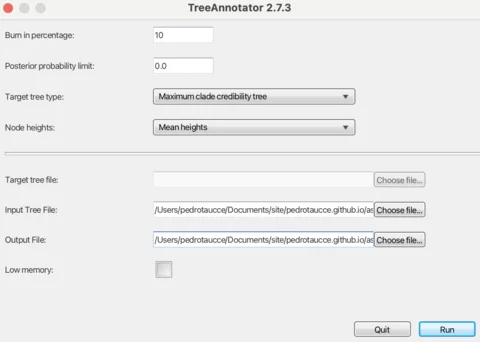 TreeAnnotator 2.7.3
Burn in percentage: 10
Posterior probability limit: 0.0
Target tree type: Maximum clade credibility tree
Node heights: Mean heights
Target tree file: Choose file...
Input Tree File: /Users/pedrotaucce/Documents/site/pedrotaucce.github.io/as Choose file...
Output File: /Users/pedrotaucce/Documents/site/pedrotaucce.github.io/as Choose file...
Low memory:
Quit Run